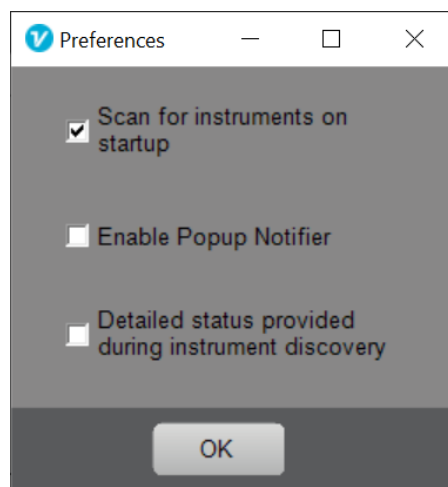 Preferences
Scan for instruments on
startup
Enable Popup Notifier
Detailed status provided
during instrument discovery
OK